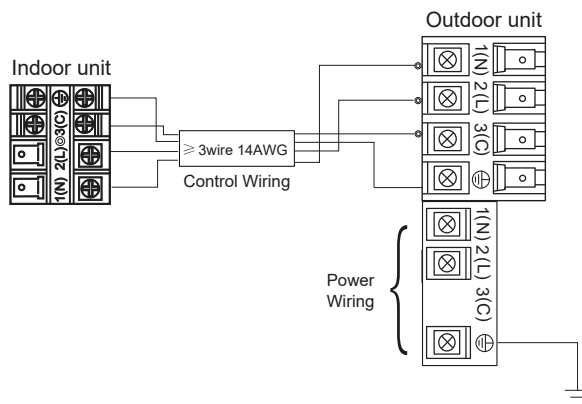 Outdoor unit
Indoor unit
1(N) 2(L) 3(C)
≥ 3wire 14AWG
Control Wiring
1(N) 2(L) 3(C)
1(N) 2(L) 3(C)
Power
Wiring